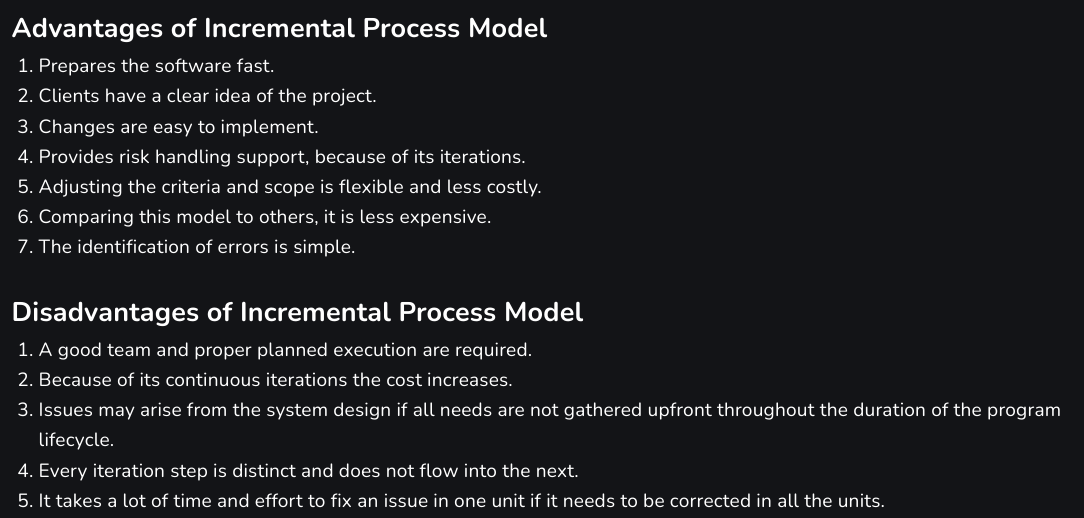 Advantages of Incremental Process Model
1. Prepares the software fast.
2. Clients have a clear idea of the project.
3. Changes are easy to implement.
4. Provides risk handling support, because of its iterations.
5. Adjusting the criteria and scope is flexible and less costly.
6. Comparing this model to others, it is less expensive.
7. The identification of errors is simple.
Disadvantages of Incremental Process Model
1. A good team and proper planned execution are required.
2. Because of its continuous iterations the cost increases.
3. Issues may arise from the system design if all needs are not gathered upfront throughout the duration of the program
lifecycle.
4. Every iteration step is distinct and does not flow into the next.
5. It takes a lot of time and effort to fix an issue in one unit if it needs to be corrected in all the units.